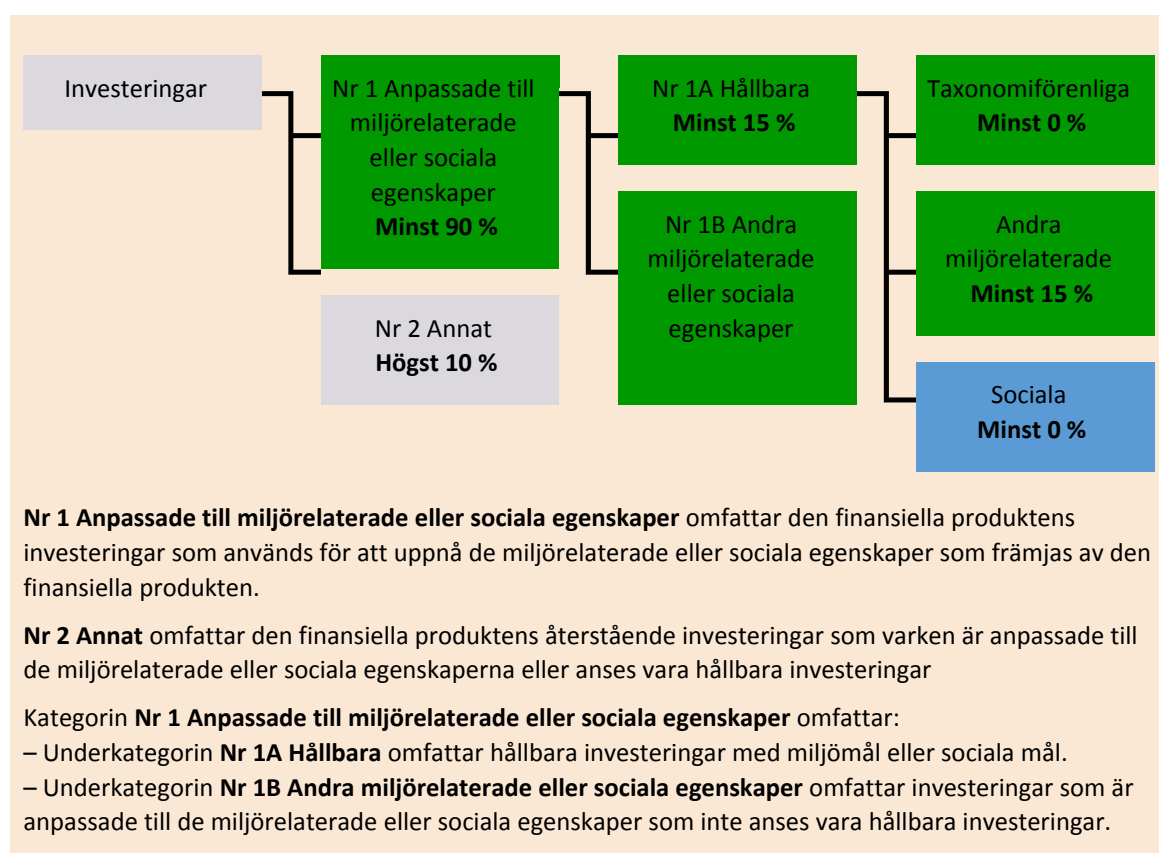 Investeringar
Nr 1 Anpassade till
miljörelaterade
eller sociala
egenskaper
Minst 90 %
Nr 2 Annat
Högst 10 %
Nr 1A Hållbara
Minst 15 %
Nr 1B Andra
miljörelaterade
eller sociala
egenskaper
Taxonomiförenliga
Minst 0 %
Andra
miljörelaterade
Minst 15 %
Sociala
Minst 0 %
Nr 1 Anpassade till miljörelaterade eller sociala egenskaper omfattar den finansiella produktens
investeringar som används för att uppnå de miljörelaterade eller sociala egenskaper som främjas av den
finansiella produkten.
Nr 2 Annat omfattar den finansiella produktens återstående investeringar som varken är anpassade till
de miljörelaterade eller sociala egenskaperna eller anses vara hållbara investeringar
Kategorin Nr 1 Anpassade till miljörelaterade eller sociala egenskaper omfattar:
– Underkategorin Nr 1A Hållbara omfattar hållbara investeringar med miljömål eller sociala mål.
– Underkategorin Nr 1B Andra miljörelaterade eller sociala egenskaper omfattar investeringar som är
anpassade till de miljörelaterade eller sociala egenskaper som inte anses vara hållbara investeringar.